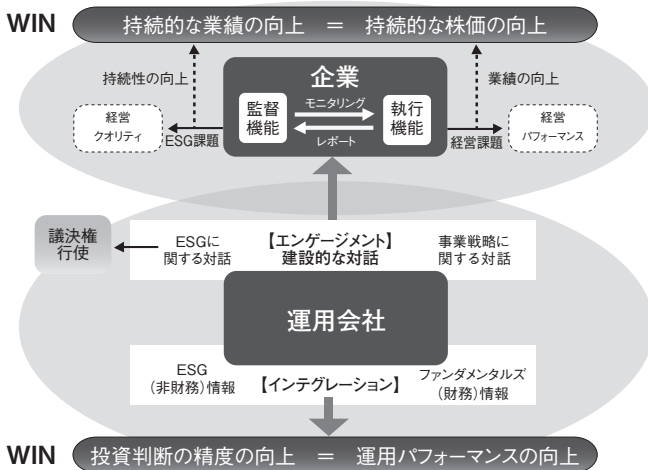 WIN
持続的な業績の向上 = 持続的な株価の向上
持続性の向上
企業
業績の向上
経営
クオリティ
ESG課題
監督
機能
モニタリング
レポート
執行
機能
経営課題
経営
パフォーマンス
議決権
行使
ESGに
関する対話
【エンゲージメント】
建設的な対話
事業戦略に
関する対話
運用会社
ESG
(非財務)情報
【インテグレーション】
ファンダメンタルズ
(財務)情報
WIN
投資判断の精度の向上 = 運用パフォーマンスの向上